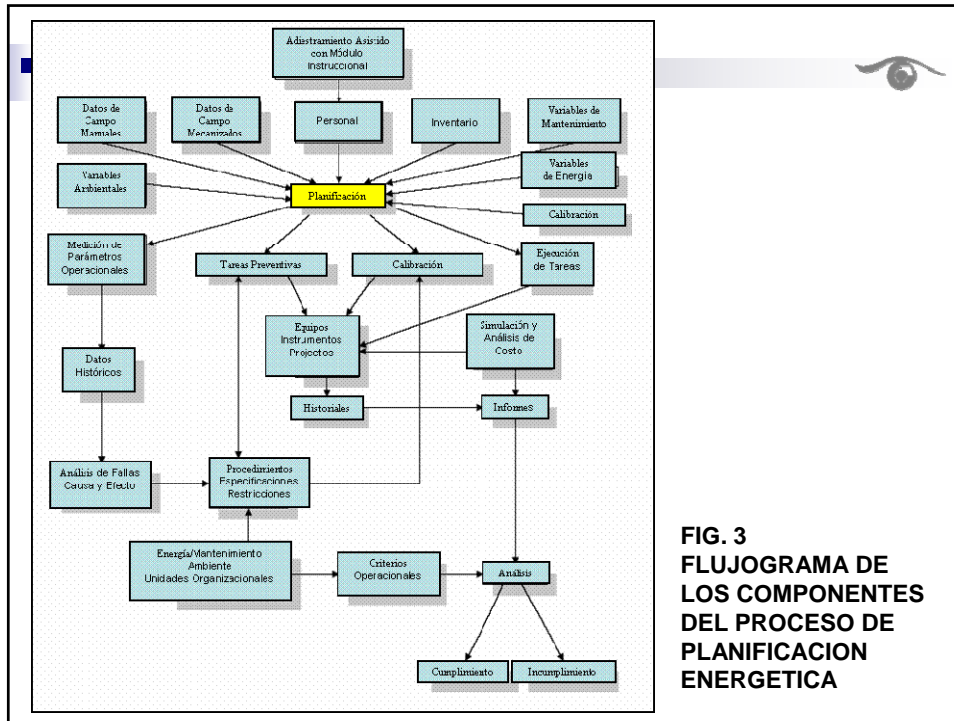 Adiestramiento Asistido
con Módulo
Instruccional
Datos de
Campo
Manuales
Datos de
Campo
Mecanizados
Personal
Inventario
Variables de
Mantenimiento
Variables
Ambientales
Planificación
Variables
de Energía
Calibración
Medición de
Parámetros
Operacionales
Tareas Preventivas
Calibración
Ejecución
de Tareas
Equipos
Instrumentos
Projectos
Simulación y
Análisis de
Costo
Datos
Históricos
Historiales
Informes
Análisis de Fallas
Causa y Efecto
Procedimientos
Especificaciones
Restricciones
Energía/Mantenimiento
Ambiente
Unidades Organizacionales
Criterios
Operacionales
Análisis
Cumplimiento
Incumplimiento
FIG. 3
FLUJOGRAMA DE
LOS COMPONENTES
DEL PROCESO DE
PLANIFICACION
ENERGETICA